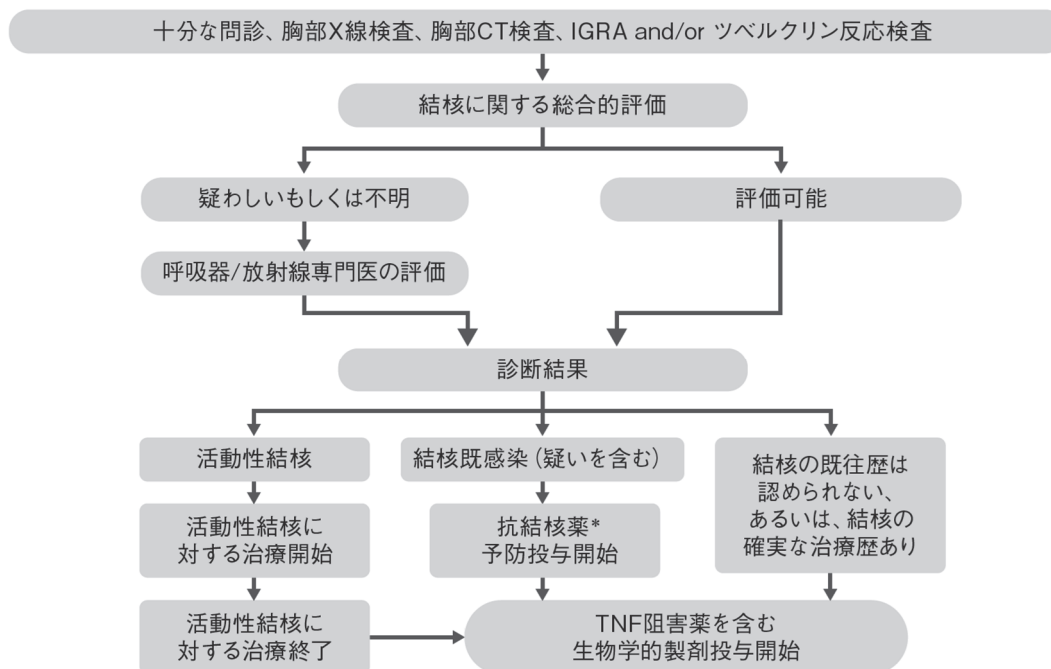 十分な問診、胸部X線検査、胸部CT検査、IGRA and/or ツベルクリン反応検査
結核に関する総合的評価
疑わしいもしくは不明
評価可能
呼吸器/放射線専門医の評価
診断結果
活動性結核
結核既感染（疑いを含む）
結核の既往歴は
認められない、
あるいは、結核の
確実な治療歴あり
活動性結核に
対する治療開始
抗結核薬*
予防投与開始
活動性結核に
対する治療終了
TNF阻害薬を含む
生物学的製剤投与開始